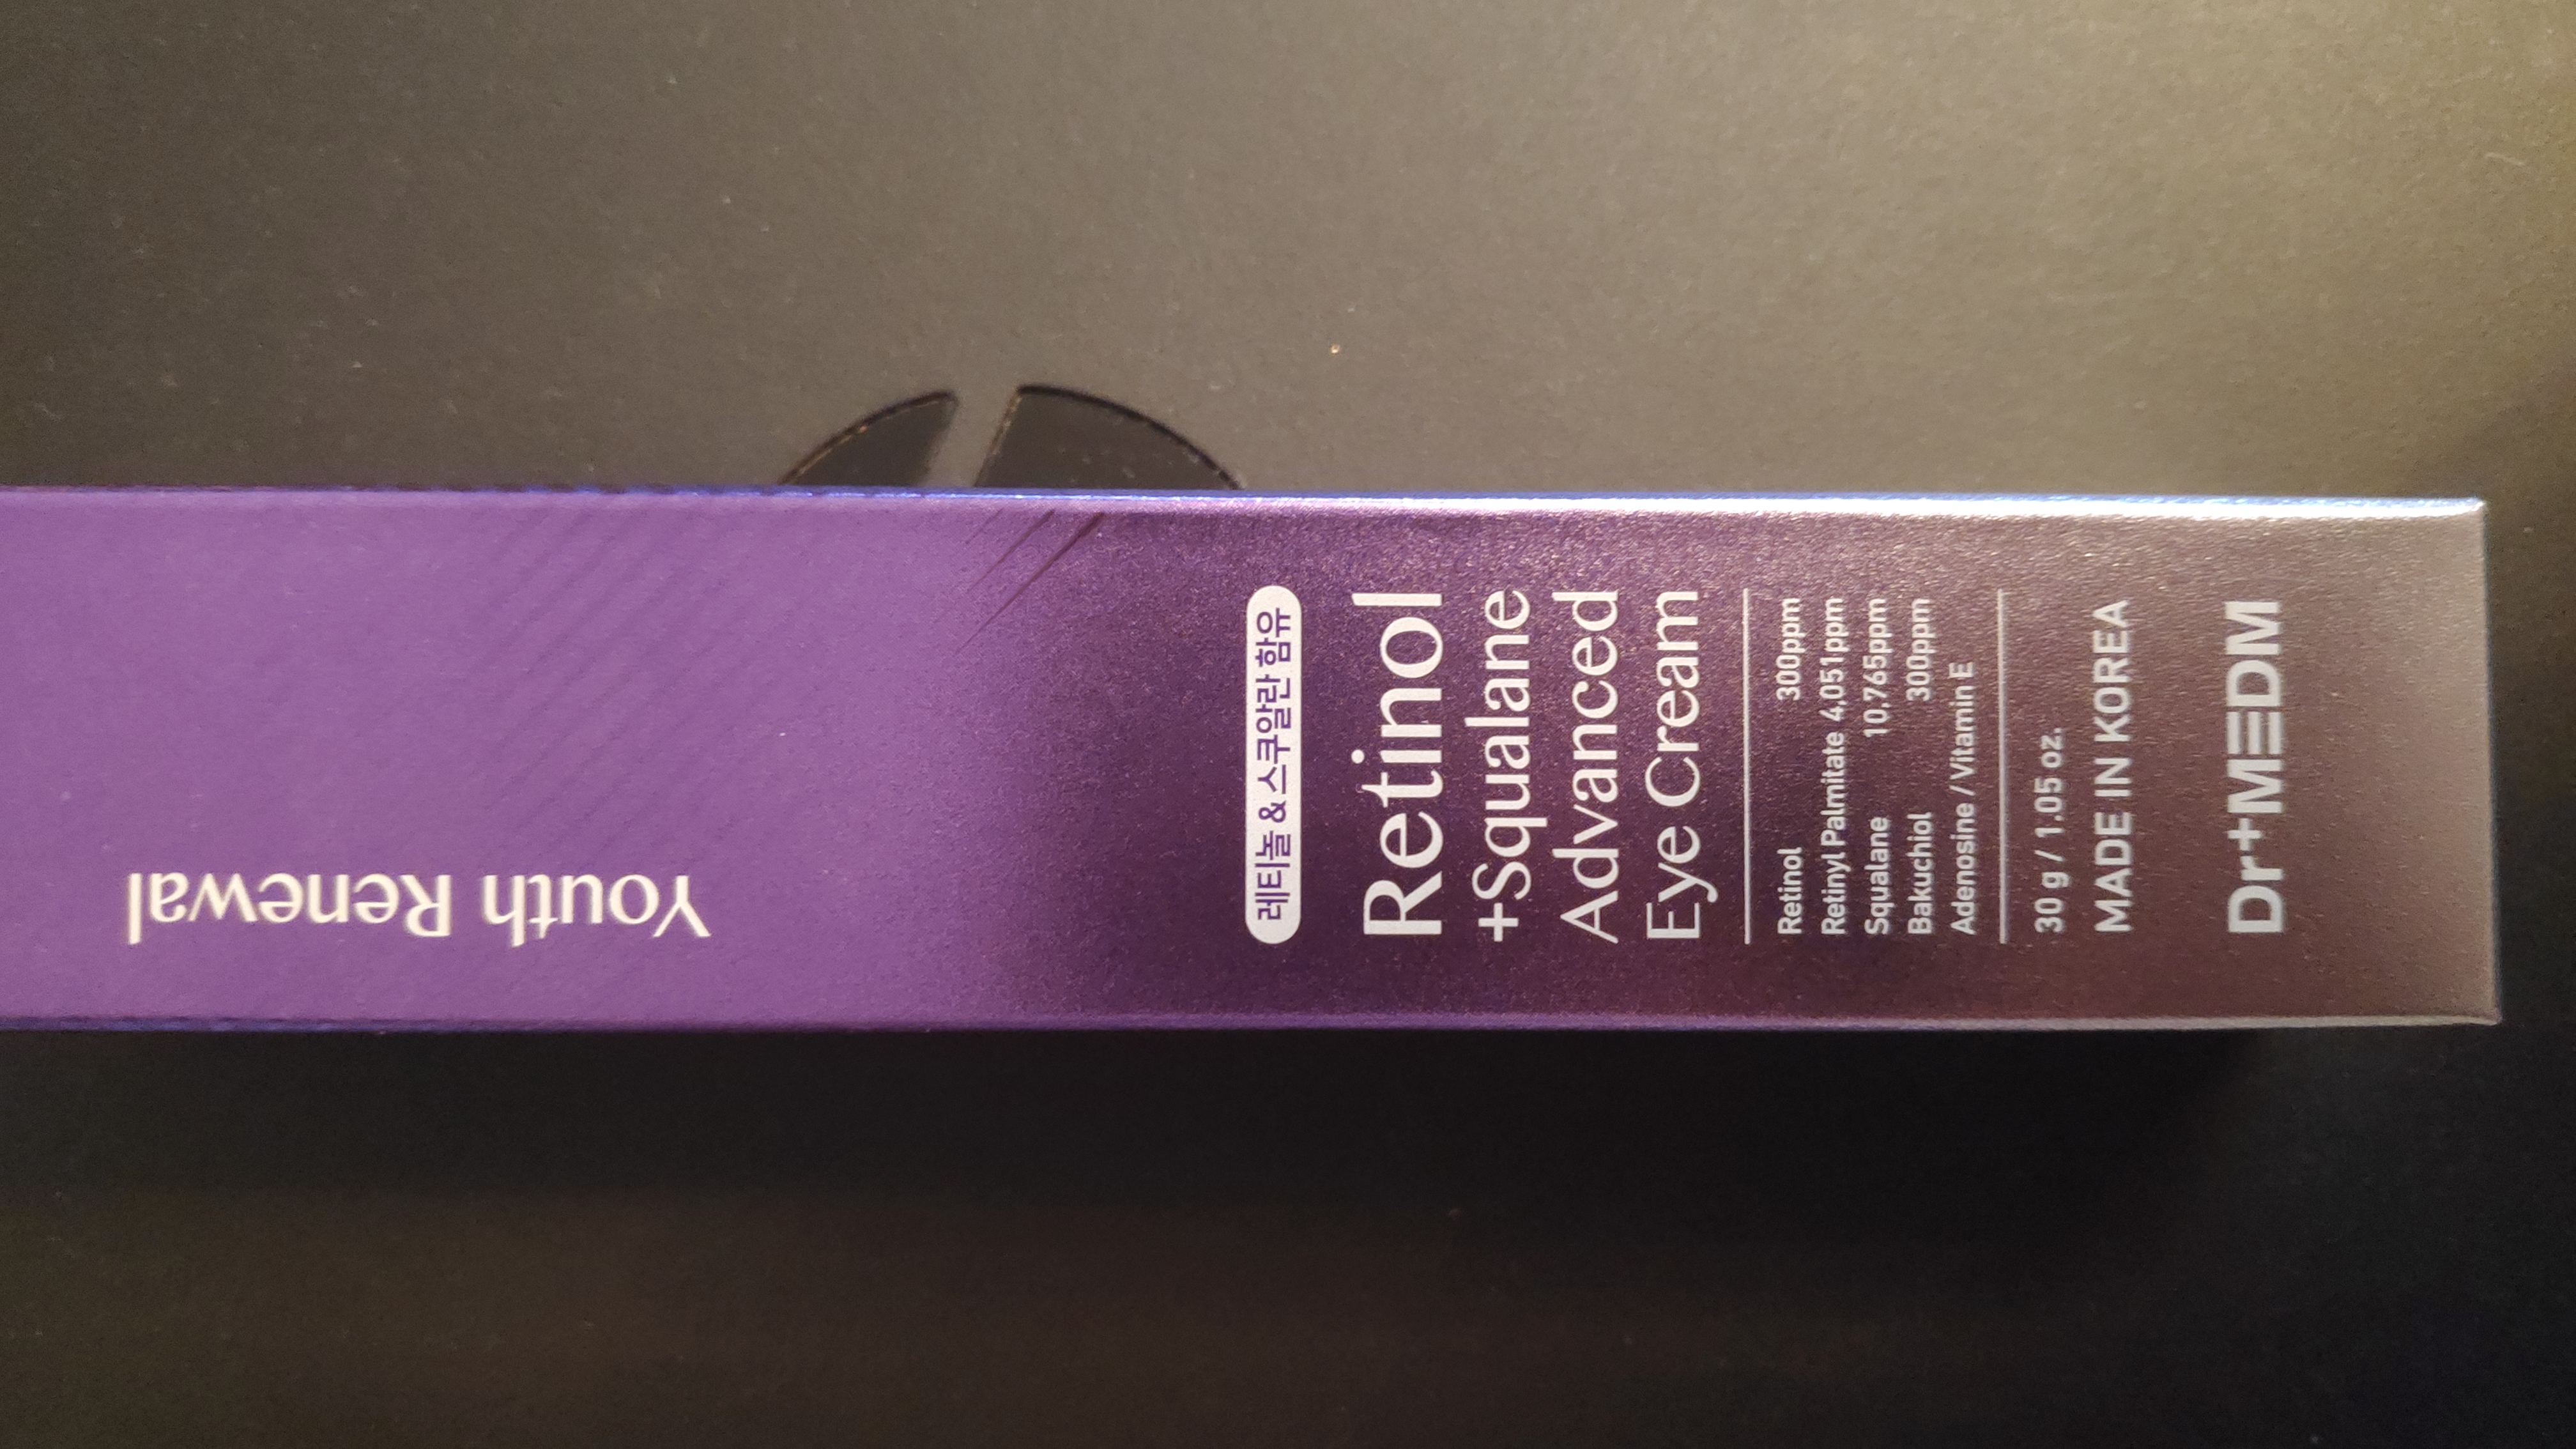 Youth Renewal
레티놀 & 스쿠알란 함유
Retinol
+Squalane
Advanced
Eye Cream
Retinol 300ppm
Retinyl Palmitate 4,051ppm
Squalane 10,765ppm
Bakuchiol 300ppm
Adenosine / Vitamin E
30 g / 1.05 oz.
MADE IN KOREA
Dr+MEDM